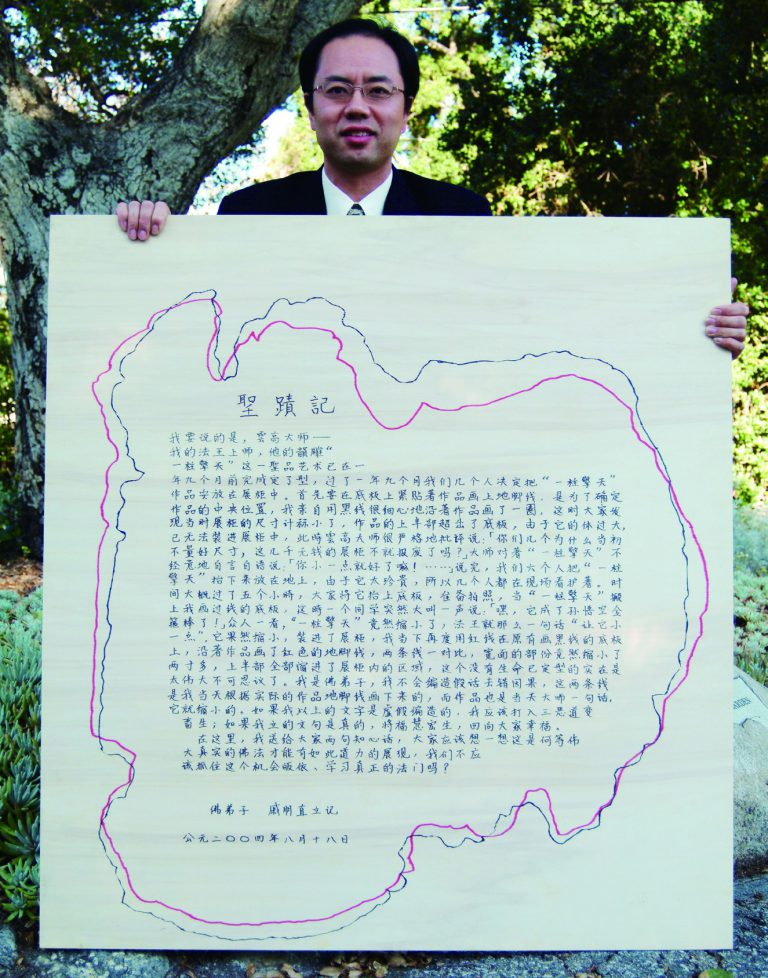 聖蹟記
我要说的是，雲高大师——
我的法王上师，他的韻雕“
一柱擎天”这一聖品艺术已在一
年九个月前完成定了型，过了一年九个月我们几个人决定把“一柱擎天”
作品安放在展柜中。首先要在底板上紧贴著作品画上地脚线，是为了确定
作品的中央位置，我亲自用黑线很细心地沿着作品画了一圈，这时大家发
现当时展柜的尺寸计标小了，作品的上半部超出了底板，由于它的体过大，
已无法装进展柜中，此時雲高大师很严格地批评说：「你们几个为什么当初
不量好尺寸，这几千元我的展柜不就报废了吗？」大师对著“一柱擎天”不
经意地自言自语说：「你小一点就好了嘛！……」说完，我们六个人把“一柱
擎天”抬下来放在地上，由于它太珍贵，所以几个人都在现场看护著。时
间大概过了五个小時，大家将它抬上底板，准备拍照，当“一柱擎天”搬
上我画过线的底板，这時一个同学突然大叫一声说：「嘿，它成了孙悟空金
箍棒了！」众人一看，“一柱擎天”竟然缩小了，法王就那么一句话“让它小
一点”，它果然缩小，装进了展柜，我当下再度用红线在原有画黑线的底板
上，沿著作品画了红色的地脚线，两条线一对比，宽面的部份竟然缩小了
两寸多，上半部全部缩进了展柜内的区域，这个没有生命已定型的实在是
太伟大不可思议了。我是佛弟子，我不会编造假话去错因果，这两条线
是我当天根据实际的作品地脚线画下来的，而作品也是当天大师一句话，
它就缩小的。如果我以上的文字是虚假编造的，我应该打入三恶道变
畜生；如果我立的文句是真的，将福慧宏生，回向大家幸福。
在这里，我送给大家两句知心话，大家应该想一想这是何等伟
大真实的佛法才能有如此道力的展现，我们不应
该抓住这个机会皈依、学习真正的法门吗？
佛弟子 戚朋直立记
公元二〇〇四年八月十八日